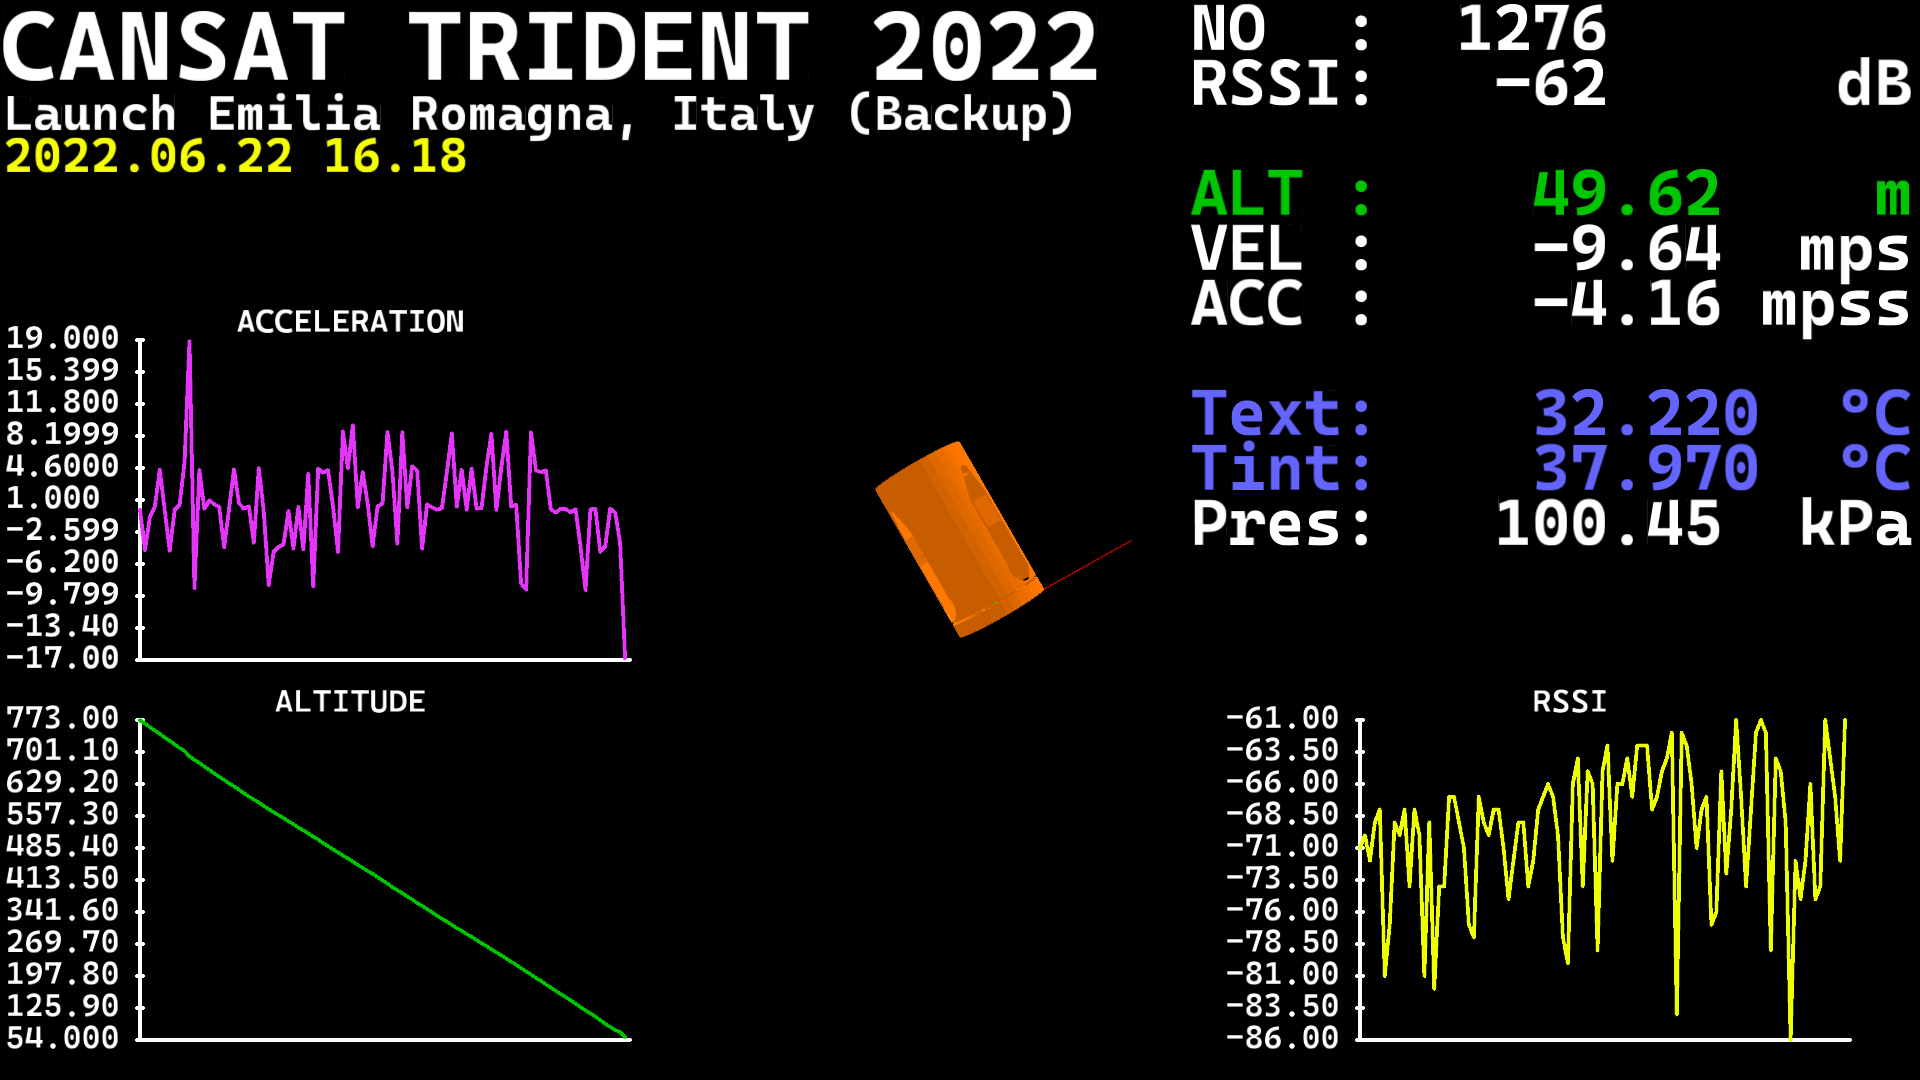 CANSAT TRIDENT 2022
Launch Emilia Romagna, Italy (Backup)
2022.06.22 16.18
NO : 1276
RSSI: −62 dB
ALT : 49.62 m
VEL : −9.64 mps
ACC : −4.16 mpss
Text: 32.220 °C
Tint: 37.970 °C
Pres: 100.45 kPa
ACCELERATION
19.000
15.399
11.800
8.1999
4.6000
1.000
−2.599
−6.200
−9.799
−13.40
−17.00
ALTITUDE
773.00
701.10
629.20
557.30
485.40
413.50
341.60
269.70
197.80
125.90
54.000
RSSI
−61.00
−63.50
−66.00
−68.50
−71.00
−73.50
−76.00
−78.50
−81.00
−83.50
−86.00